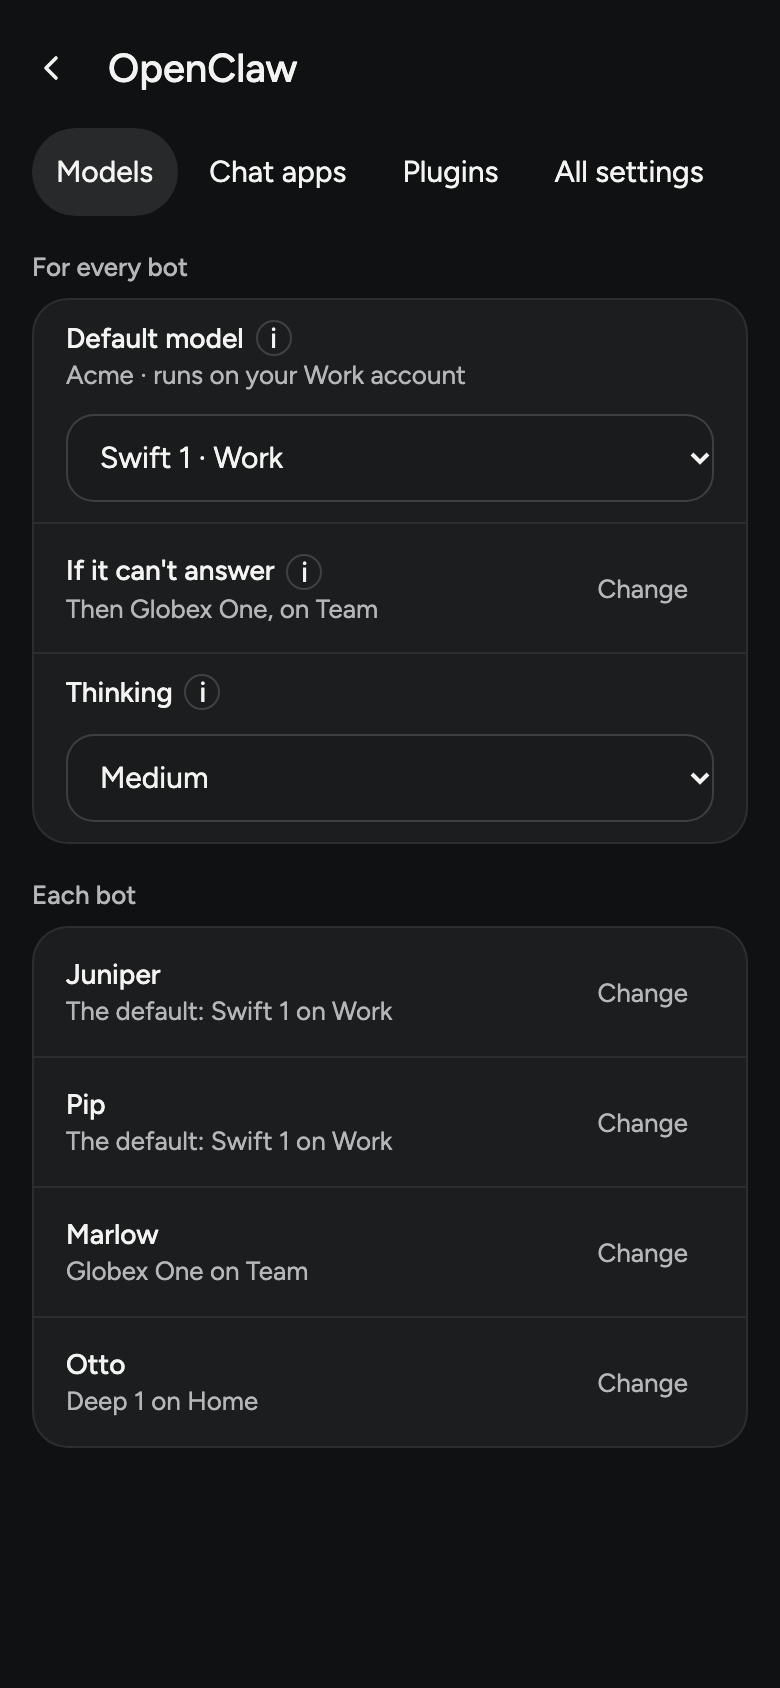 OpenClaw
Models
Chat apps
Plugins
All settings
For every bot
Default model
Acme · runs on your Work account
Swift 1 · Work
If it can't answer
Then Globex One, on Team
Change
Thinking
Medium
Each bot
Juniper
The default: Swift 1 on Work
Change
Pip
The default: Swift 1 on Work
Change
Marlow
Globex One on Team
Change
Otto
Deep 1 on Home
Change